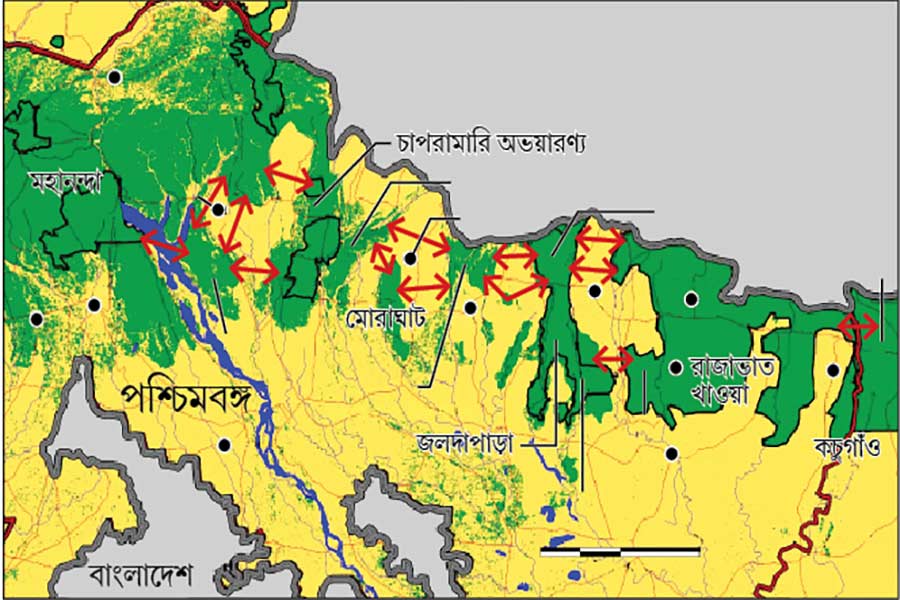 চাপরামারি অভয়ারণ্য
মহানন্দা
মোরাঘাট
রাজাভাত
খাওয়া
পশ্চিমবঙ্গ
জলদাপাড়া
কচুগাঁও
বাংলাদেশ